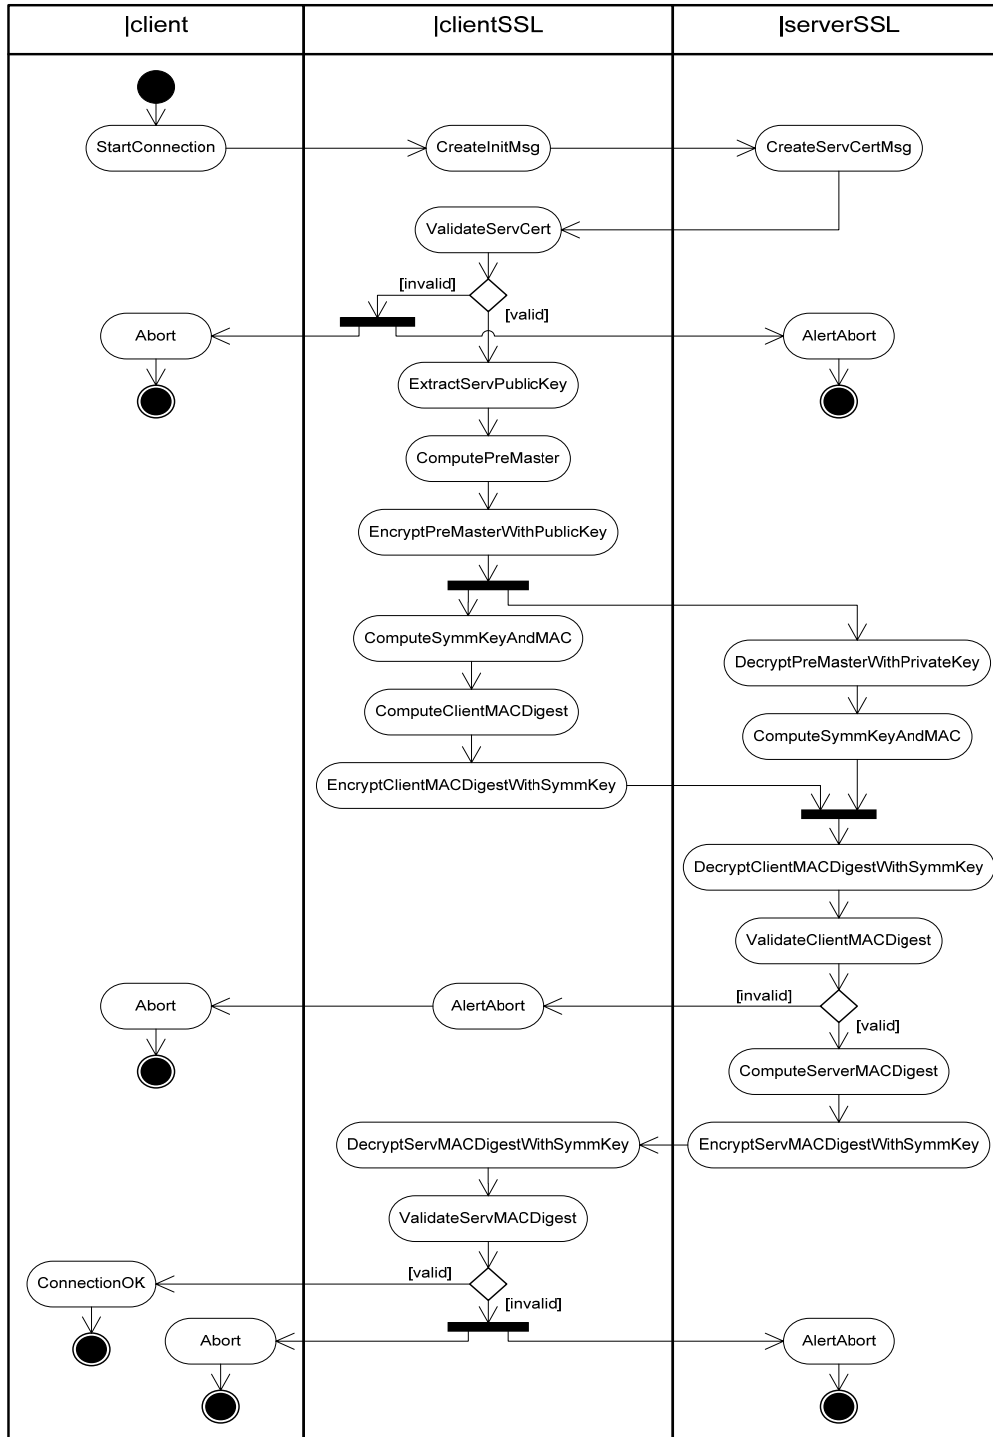 |client
|clientSSL
|serverSSL
StartConnection
CreateInitMsg
CreateServCertMsg
ValidateServCert
[invalid]
[valid]
Abort
AlertAbort
ExtractServPublicKey
ComputePreMaster
EncryptPreMasterWithPublicKey
ComputeSymmKeyAndMAC
DecryptPreMasterWithPrivateKey
ComputeClientMACDigest
ComputeSymmKeyAndMAC
EncryptClientMACDigestWithSymmKey
DecryptClientMACDigestWithSymmKey
ValidateClientMACDigest
[invalid]
Abort
AlertAbort
[valid]
ComputeServerMACDigest
DecryptServMACDigestWithSymmKey
EncryptServMACDigestWithSymmKey
ValidateServMACDigest
[valid]
ConnectionOK
[invalid]
Abort
AlertAbort